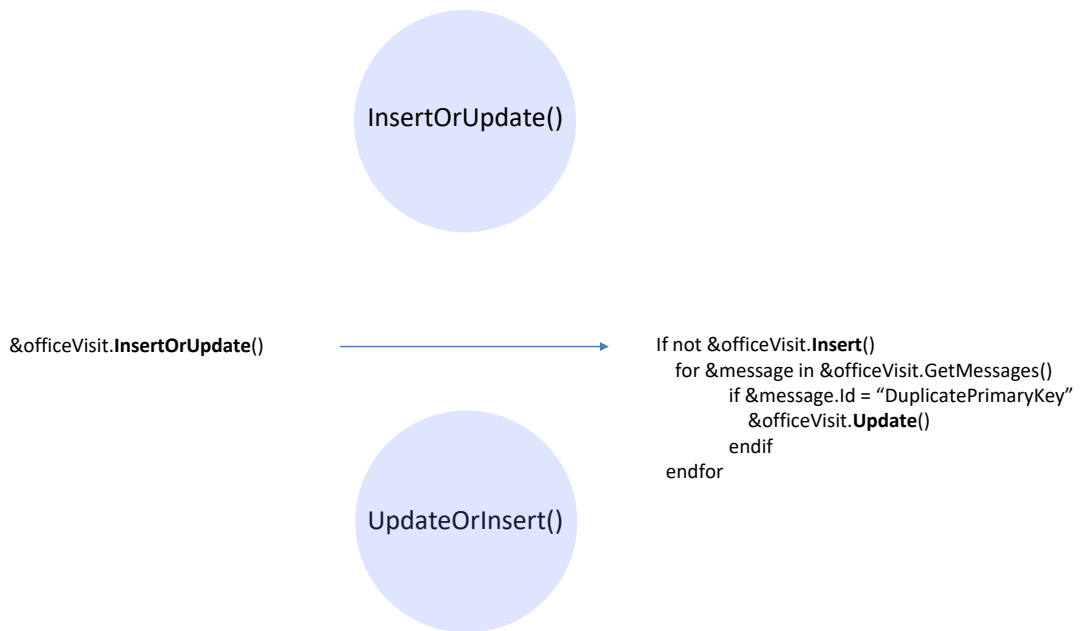 InsertOrUpdate()
&officeVisit.InsertOrUpdate()
If not &officeVisit.Insert()
for &message in &officeVisit.GetMessages()
if &message.Id = “DuplicatePrimaryKey”
&officeVisit.Update()
endif
endfor
UpdateOrInsert()